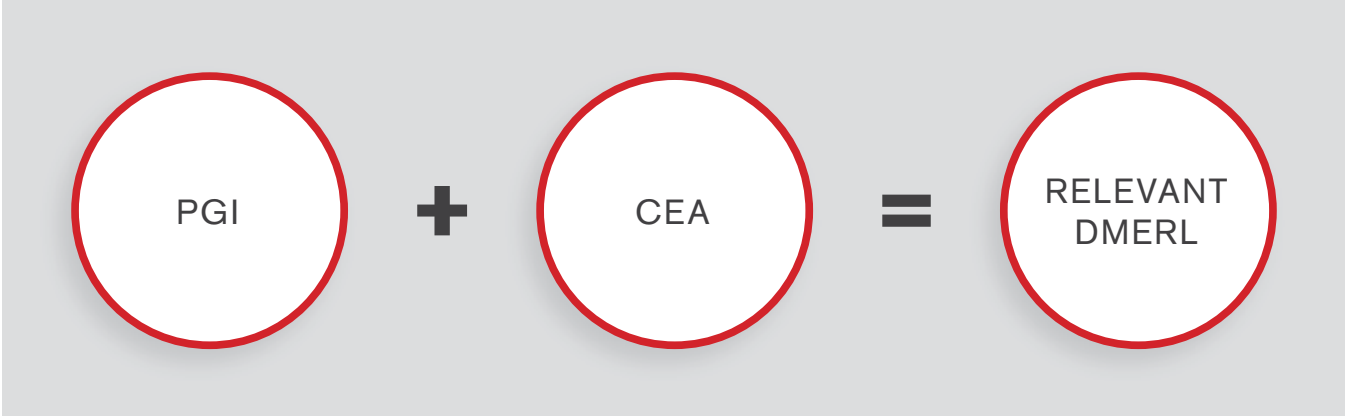 PGI
+
CEA
=
RELEVANT
DMERL